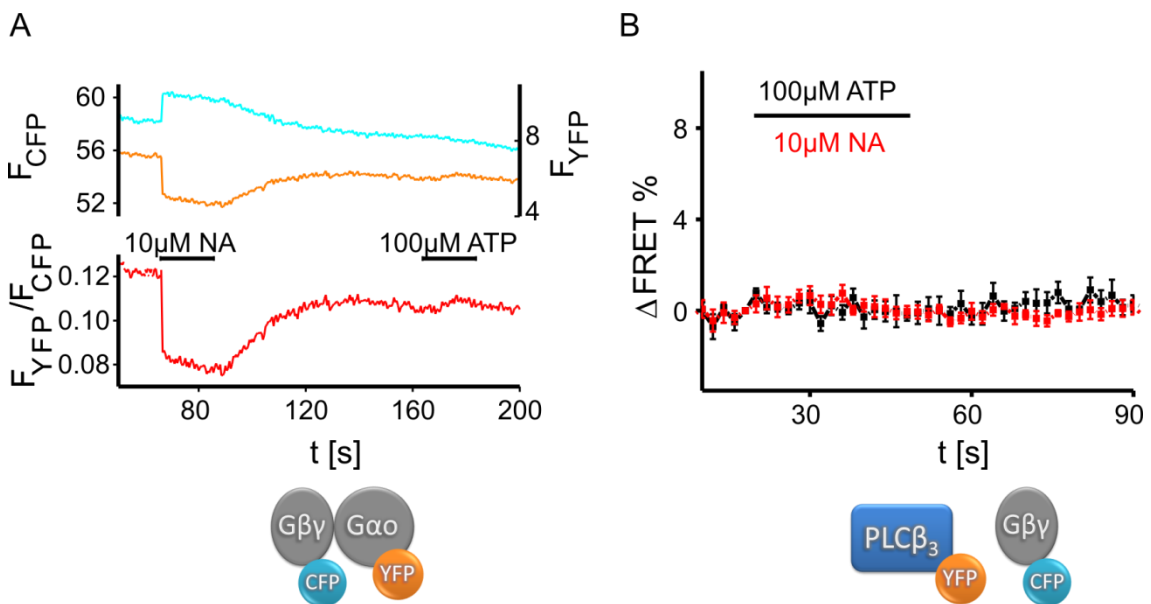 A
60
56
52
F_CFP
8
4
F_YFP
10µM NA
100µM ATP
0.12
0.10
0.08
F_YFP/F_CFP
80
120
160
200
t [s]
Gβγ
Gαo
CFP
YFP
B
100µM ATP
10µM NA
8
4
0
ΔFRET %
30
60
90
t [s]
PLCβ₃
Gβγ
YFP
CFP